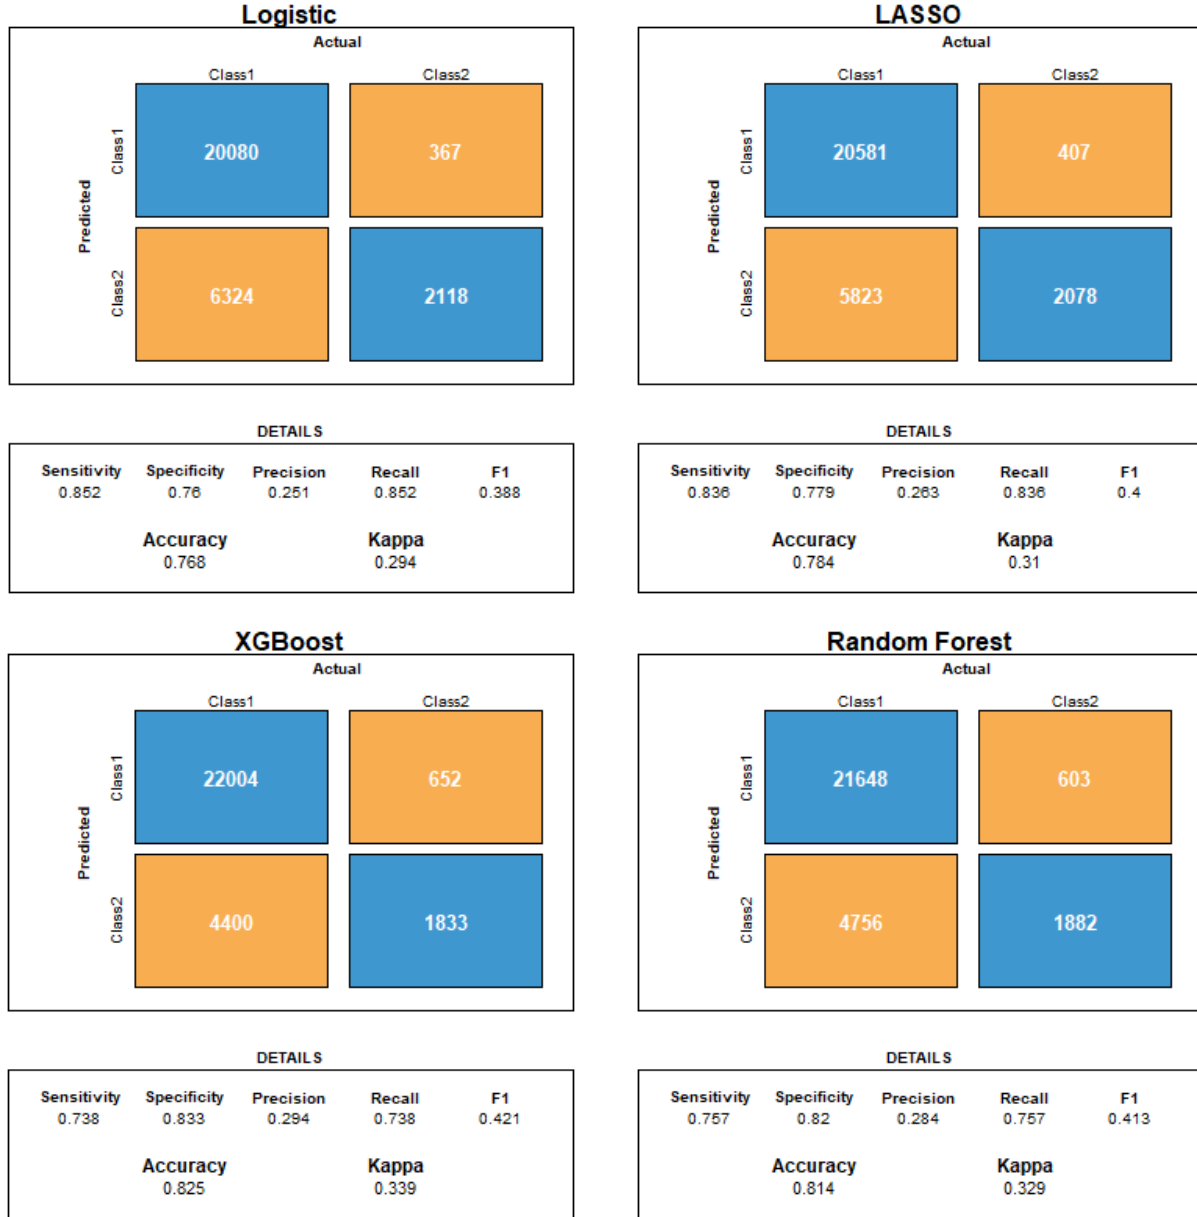 Logistic
Actual
Class1 Class2
Predicted
Class1
20080 367
Class2
6324 2118
DETAILS
Sensitivity Specificity Precision Recall F1
0.852 0.76 0.251 0.852 0.388
Accuracy Kappa
0.768 0.294
LASSO
Actual
Class1 Class2
Predicted
Class1
20581 407
Class2
5823 2078
DETAILS
Sensitivity Specificity Precision Recall F1
0.836 0.779 0.263 0.836 0.4
Accuracy Kappa
0.784 0.31
XGBoost
Actual
Class1 Class2
Predicted
Class1
22004 652
Class2
4400 1833
DETAILS
Sensitivity Specificity Precision Recall F1
0.738 0.833 0.294 0.738 0.421
Accuracy Kappa
0.825 0.339
Random Forest
Actual
Class1 Class2
Predicted
Class1
21648 603
Class2
4756 1882
DETAILS
Sensitivity Specificity Precision Recall F1
0.757 0.82 0.284 0.757 0.413
Accuracy Kappa
0.814 0.329